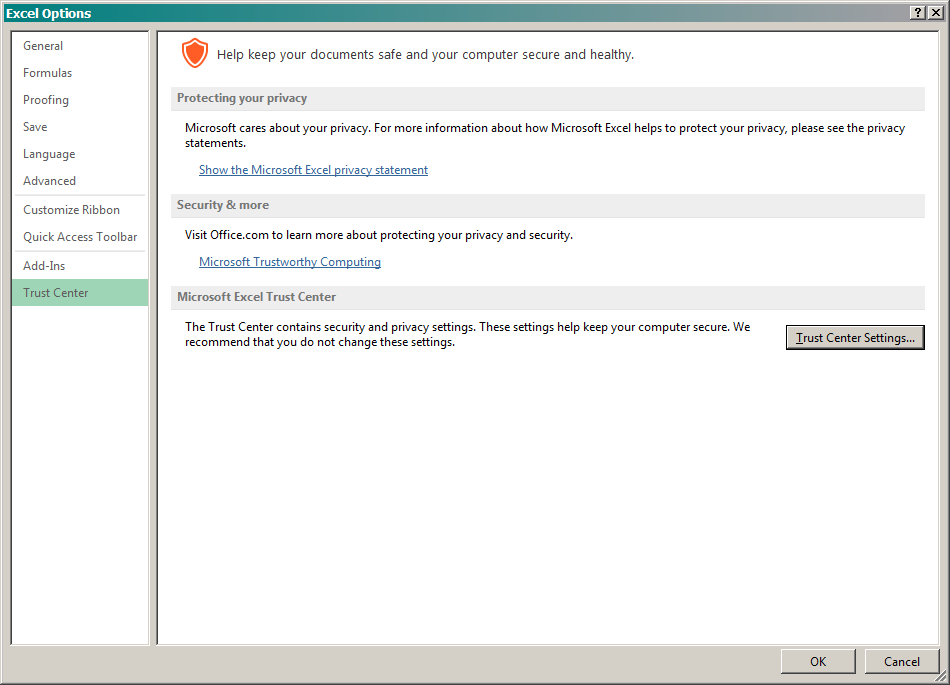 Excel Options
General
Formulas
Proofing
Save
Language
Advanced
Customize Ribbon
Quick Access Toolbar
Add-Ins
Trust Center
Help keep your documents safe and your computer secure and healthy.
Protecting your privacy
Microsoft cares about your privacy. For more information about how Microsoft Excel helps to protect your privacy, please see the privacy
statements.
Show the Microsoft Excel privacy statement
Security & more
Visit Office.com to learn more about protecting your privacy and security.
Microsoft Trustworthy Computing
Microsoft Excel Trust Center
The Trust Center contains security and privacy settings. These settings help keep your computer secure. We
recommend that you do not change these settings.
Trust Center Settings...
OK
Cancel